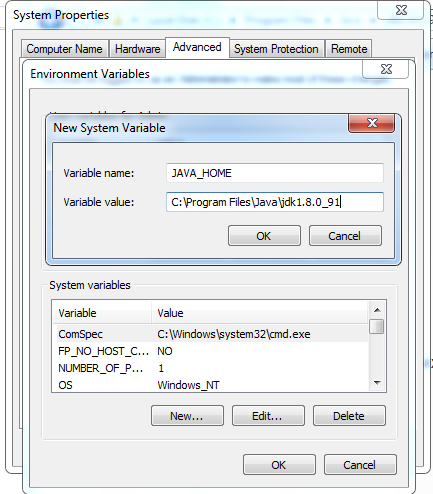 System Properties
Computer Name Hardware Advanced System Protection Remote
Environment Variables
New System Variable
Variable name: JAVA_HOME
Variable value: C:\Program Files\Java\jdk1.8.0_91
OK Cancel
System variables
Variable Value
ComSpec C:\Windows\system32\cmd.exe
FP_NO_HOST_C... NO
NUMBER_OF_P... 1
OS Windows_NT
New... Edit... Delete
OK Cancel